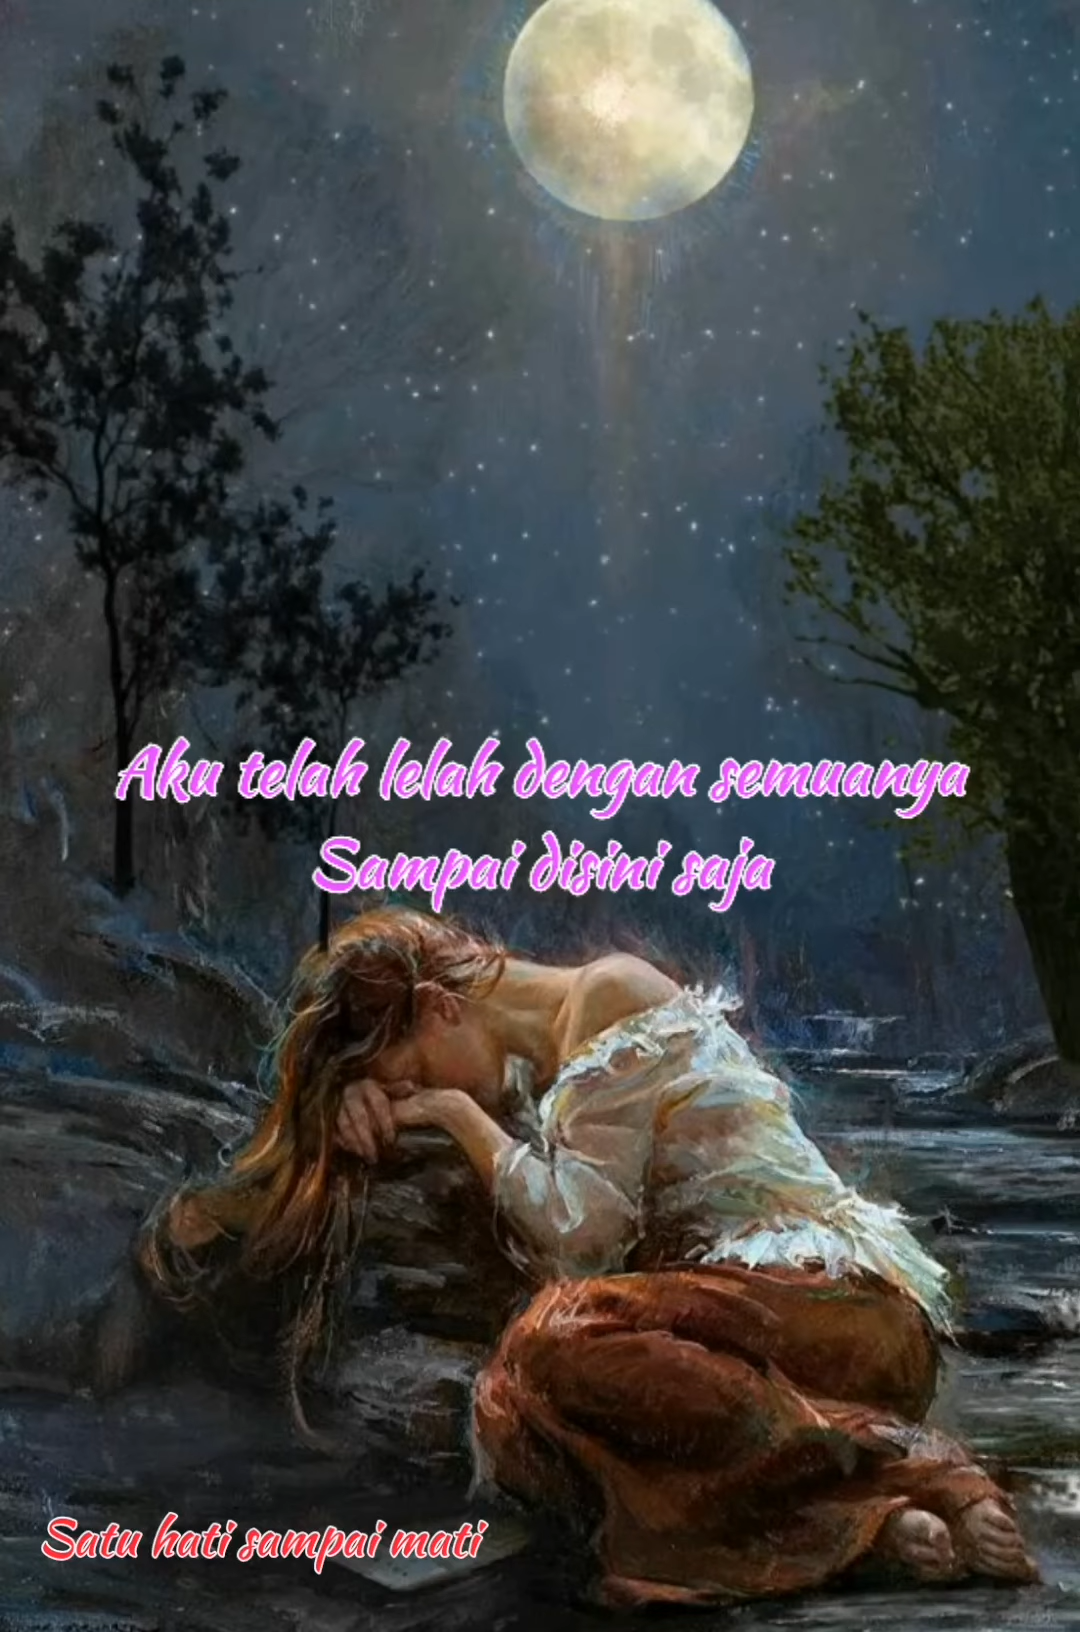 Aku telah lelah dengan semuanya
Sampai disini saja
Satu hati sampai mati